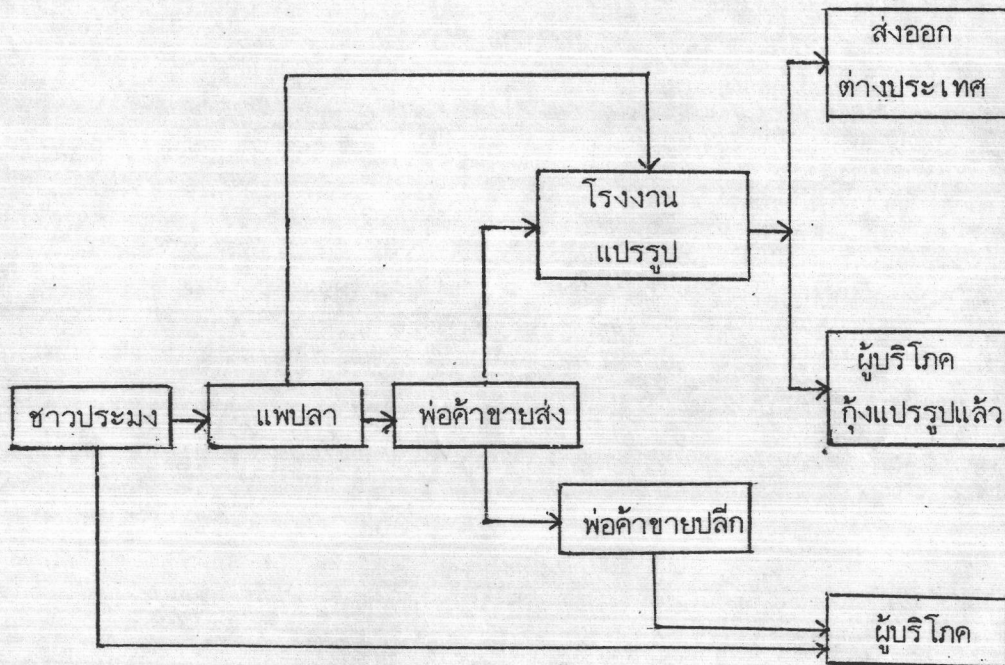 ส่งออก
ต่างประเทศ
โรงงาน
แปรรูป
ผู้บริโภค
กุ้งแปรรูปแล้ว
ชาวประมง
แพปลา
พ่อค้าขายส่ง
พ่อค้าขายปลีก
ผู้บริโภค